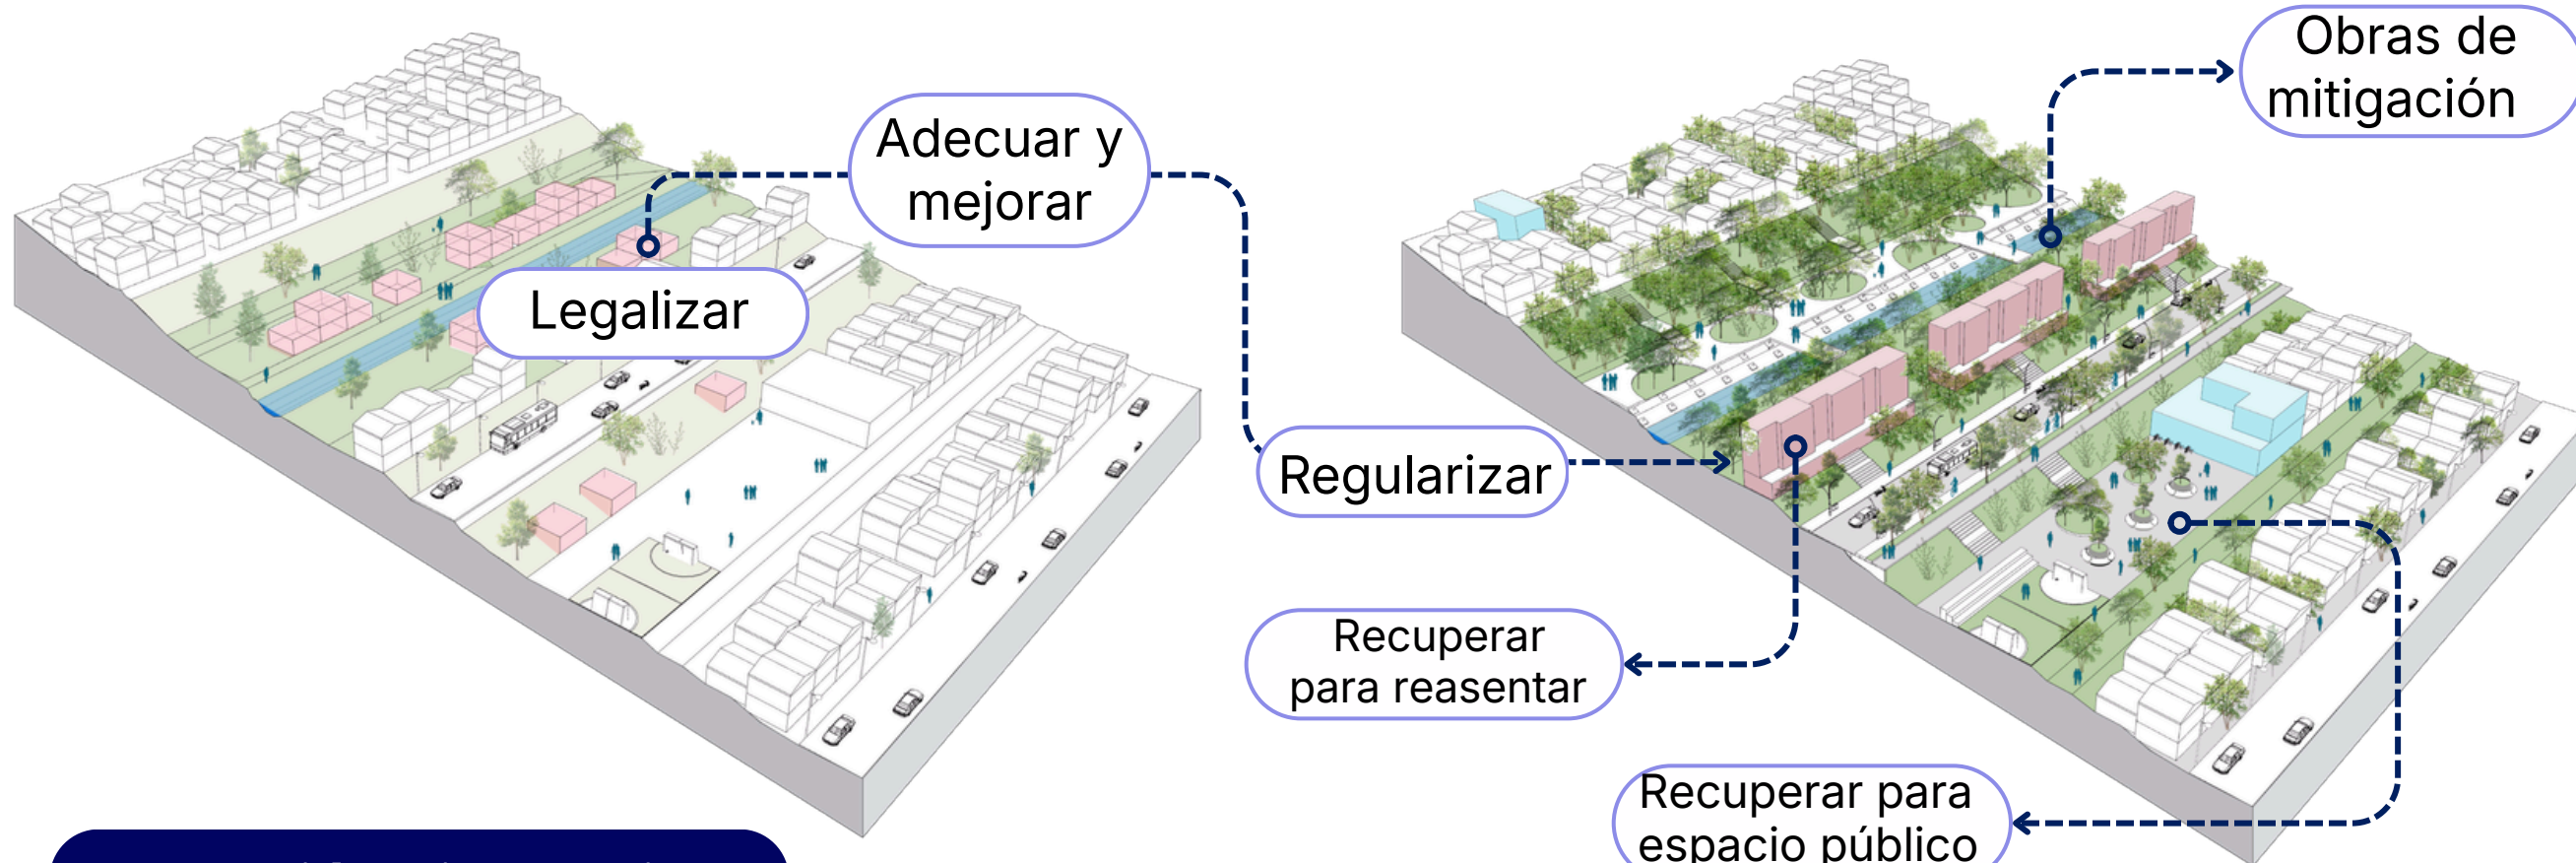 Obras de
mitigación
Adecuar y
mejorar
Legalizar
Regularizar
Recuperar
para reasentar
Recuperar para
espacio público